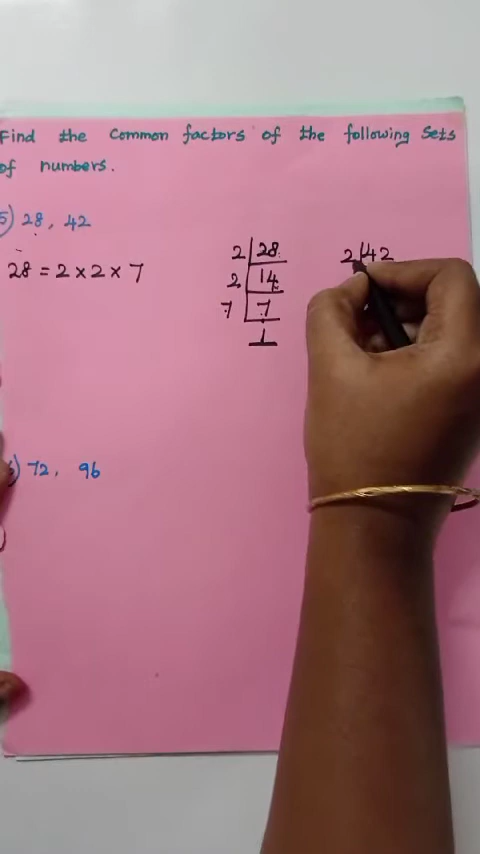 Find the Common factors of the following Sets
of numbers.
5) 28, 42
28 = 2 × 2 × 7
2 | 28
2 | 14
7 | 7
1
2 | 42
72, 96